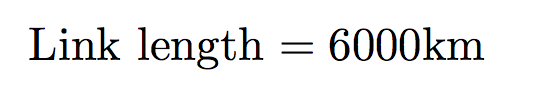 Link length = 6000km